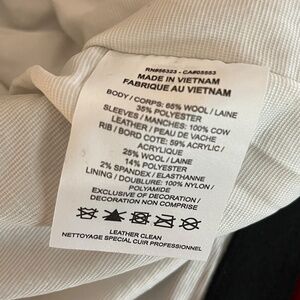 RN#56323 - CA#05553
MADE IN VIETNAM
FABRIQUE AU VIETNAM
BODY / CORPS: 65% WOOL / LAINE
35% POLYESTER
SLEEVES / MANCHES: 100% COW
LEATHER / PEAU DE VACHE
RIB / BORD COTE: 59% ACRYLIC /
ACRYLIQUE
25% WOOL / LAINE
14% POLYESTER
2% SPANDEX / ELASTHANNE
LINING / DOUBLURE: 100% NYLON /
POLYAMIDE
EXCLUSIVE OF DECORATION /
DECORATION NON COMPRISE
LEATHER CLEAN
NETTOYAGE SPECIAL CUIR PROFESSIONNEL